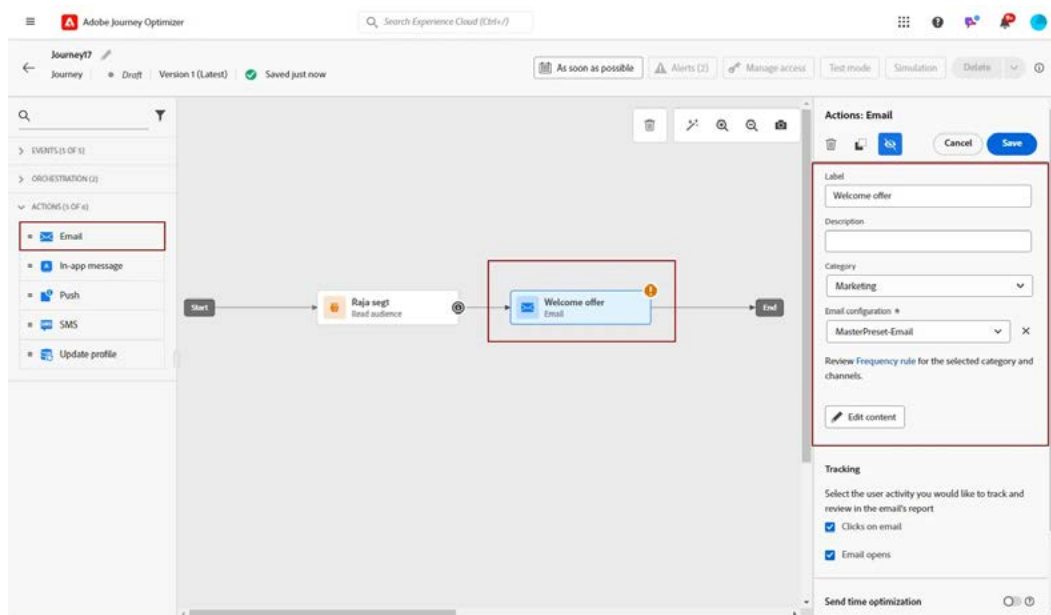 Adobe Journey Optimizer
Search Experience Cloud (Ctrl+/)
Journey17
Journey
Draft
Version 1 (Latest)
Saved just now
As soon as possible
Alerts (2)
Manage access
Test mode
Simulation
Delete
EVENTS (5 OF 5)
ORCHESTRATION (2)
ACTIONS (5 OF 6)
Email
In-app message
Push
SMS
Update profile
Start
Raja segt
Read audience
Welcome offer
Email
End
Actions: Email
Cancel
Save
Label
Welcome offer
Description
Category
Marketing
Email configuration *
MasterPreset-Email
Review Frequency rule for the selected category and
channels.
Edit content
Tracking
Select the user activity you would like to track and
review in the email's report
Clicks on email
Email opens
Send time optimization